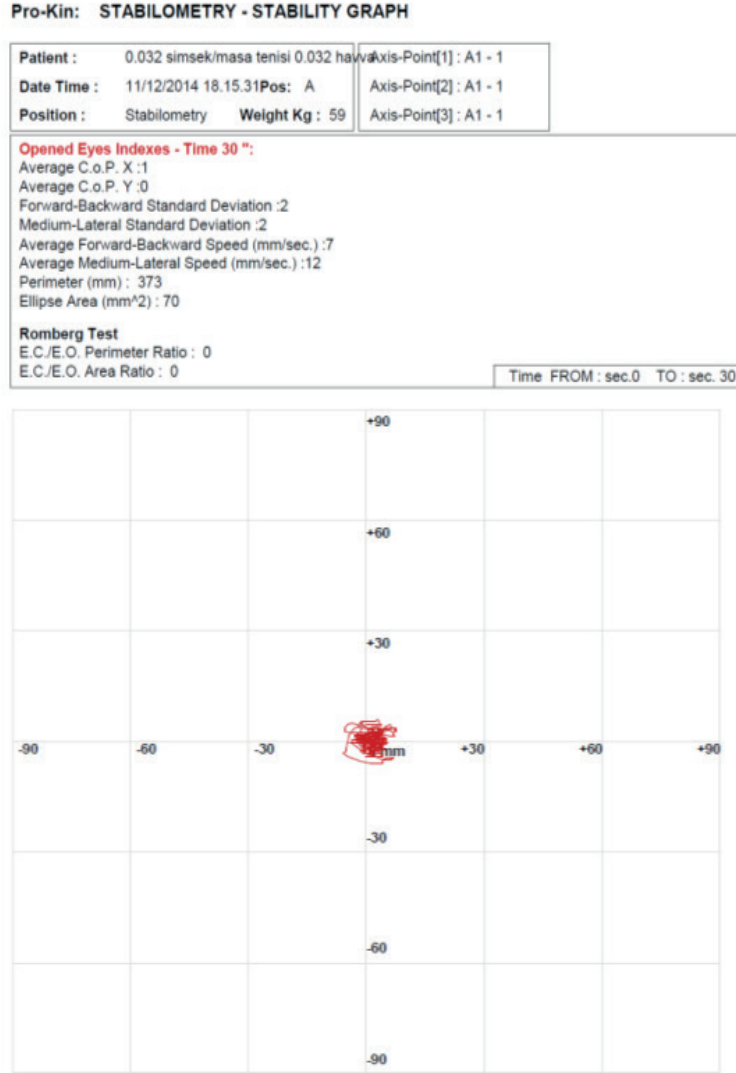 Pro-Kin: STABILOMETRY - STABILITY GRAPH
Patient : 0.032 simsek/masa tenisi 0.032 havva
Axis-Point[1] : A1 - 1
Date Time : 11/12/2014 18.15.31 Pos: A
Axis-Point[2] : A1 - 1
Position : Stabilometry Weight Kg : 59
Axis-Point[3] : A1 - 1
Opened Eyes Indexes - Time 30 ":
Average C.o.P. X :1
Average C.o.P. Y :0
Forward-Backward Standard Deviation :2
Medium-Lateral Standard Deviation :2
Average Forward-Backward Speed (mm/sec.) :7
Average Medium-Lateral Speed (mm/sec.) :12
Perimeter (mm) : 373
Ellipse Area (mm^2) : 70
Romberg Test
E.C./E.O. Perimeter Ratio : 0
E.C./E.O. Area Ratio : 0
Time FROM : sec.0 TO : sec. 30
+90
+60
+30
-90 -60 -30 mm +30 +60 +90
-30
-60
-90